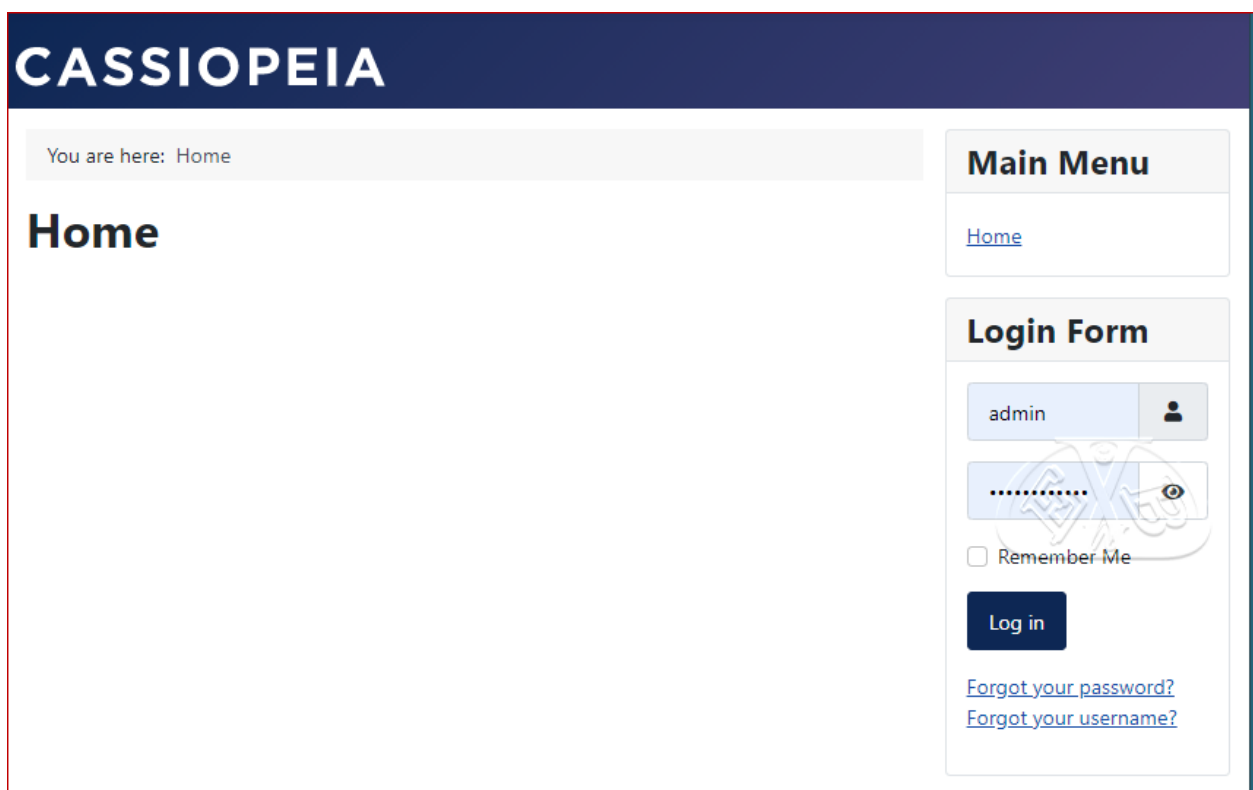 CASSIOPEIA
You are here: Home
Home
Main Menu
Home
Login Form
admin
••••••••••••
Remember Me
Log in
Forgot your password?
Forgot your username?